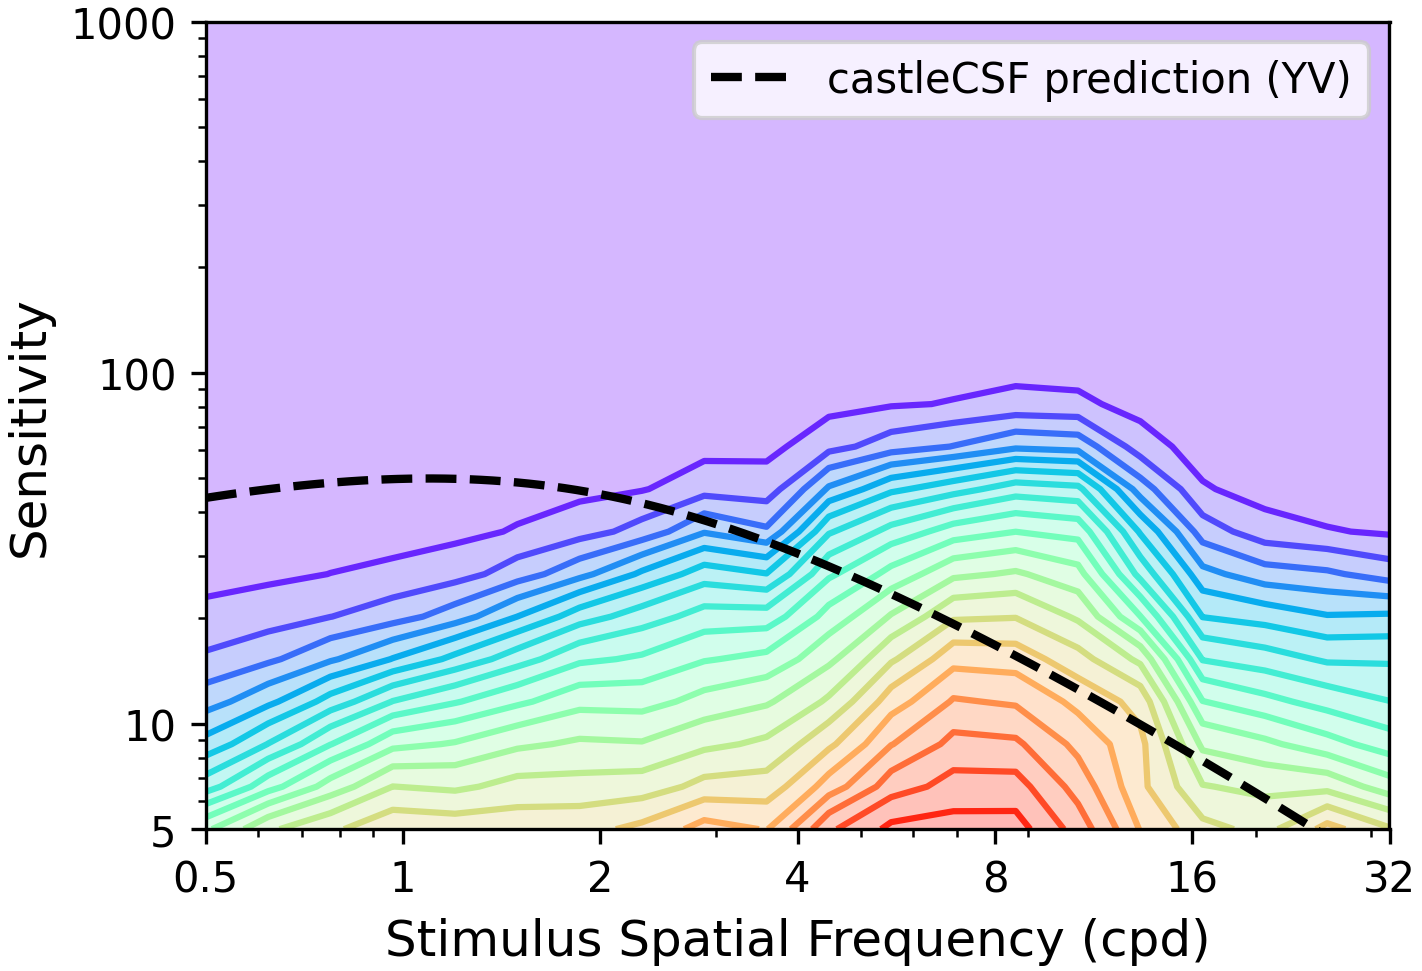 1000
castleCSF prediction (YV)
100
Sensitivity
10
5
0.5 1 2 4 8 16 32
Stimulus Spatial Frequency (cpd)